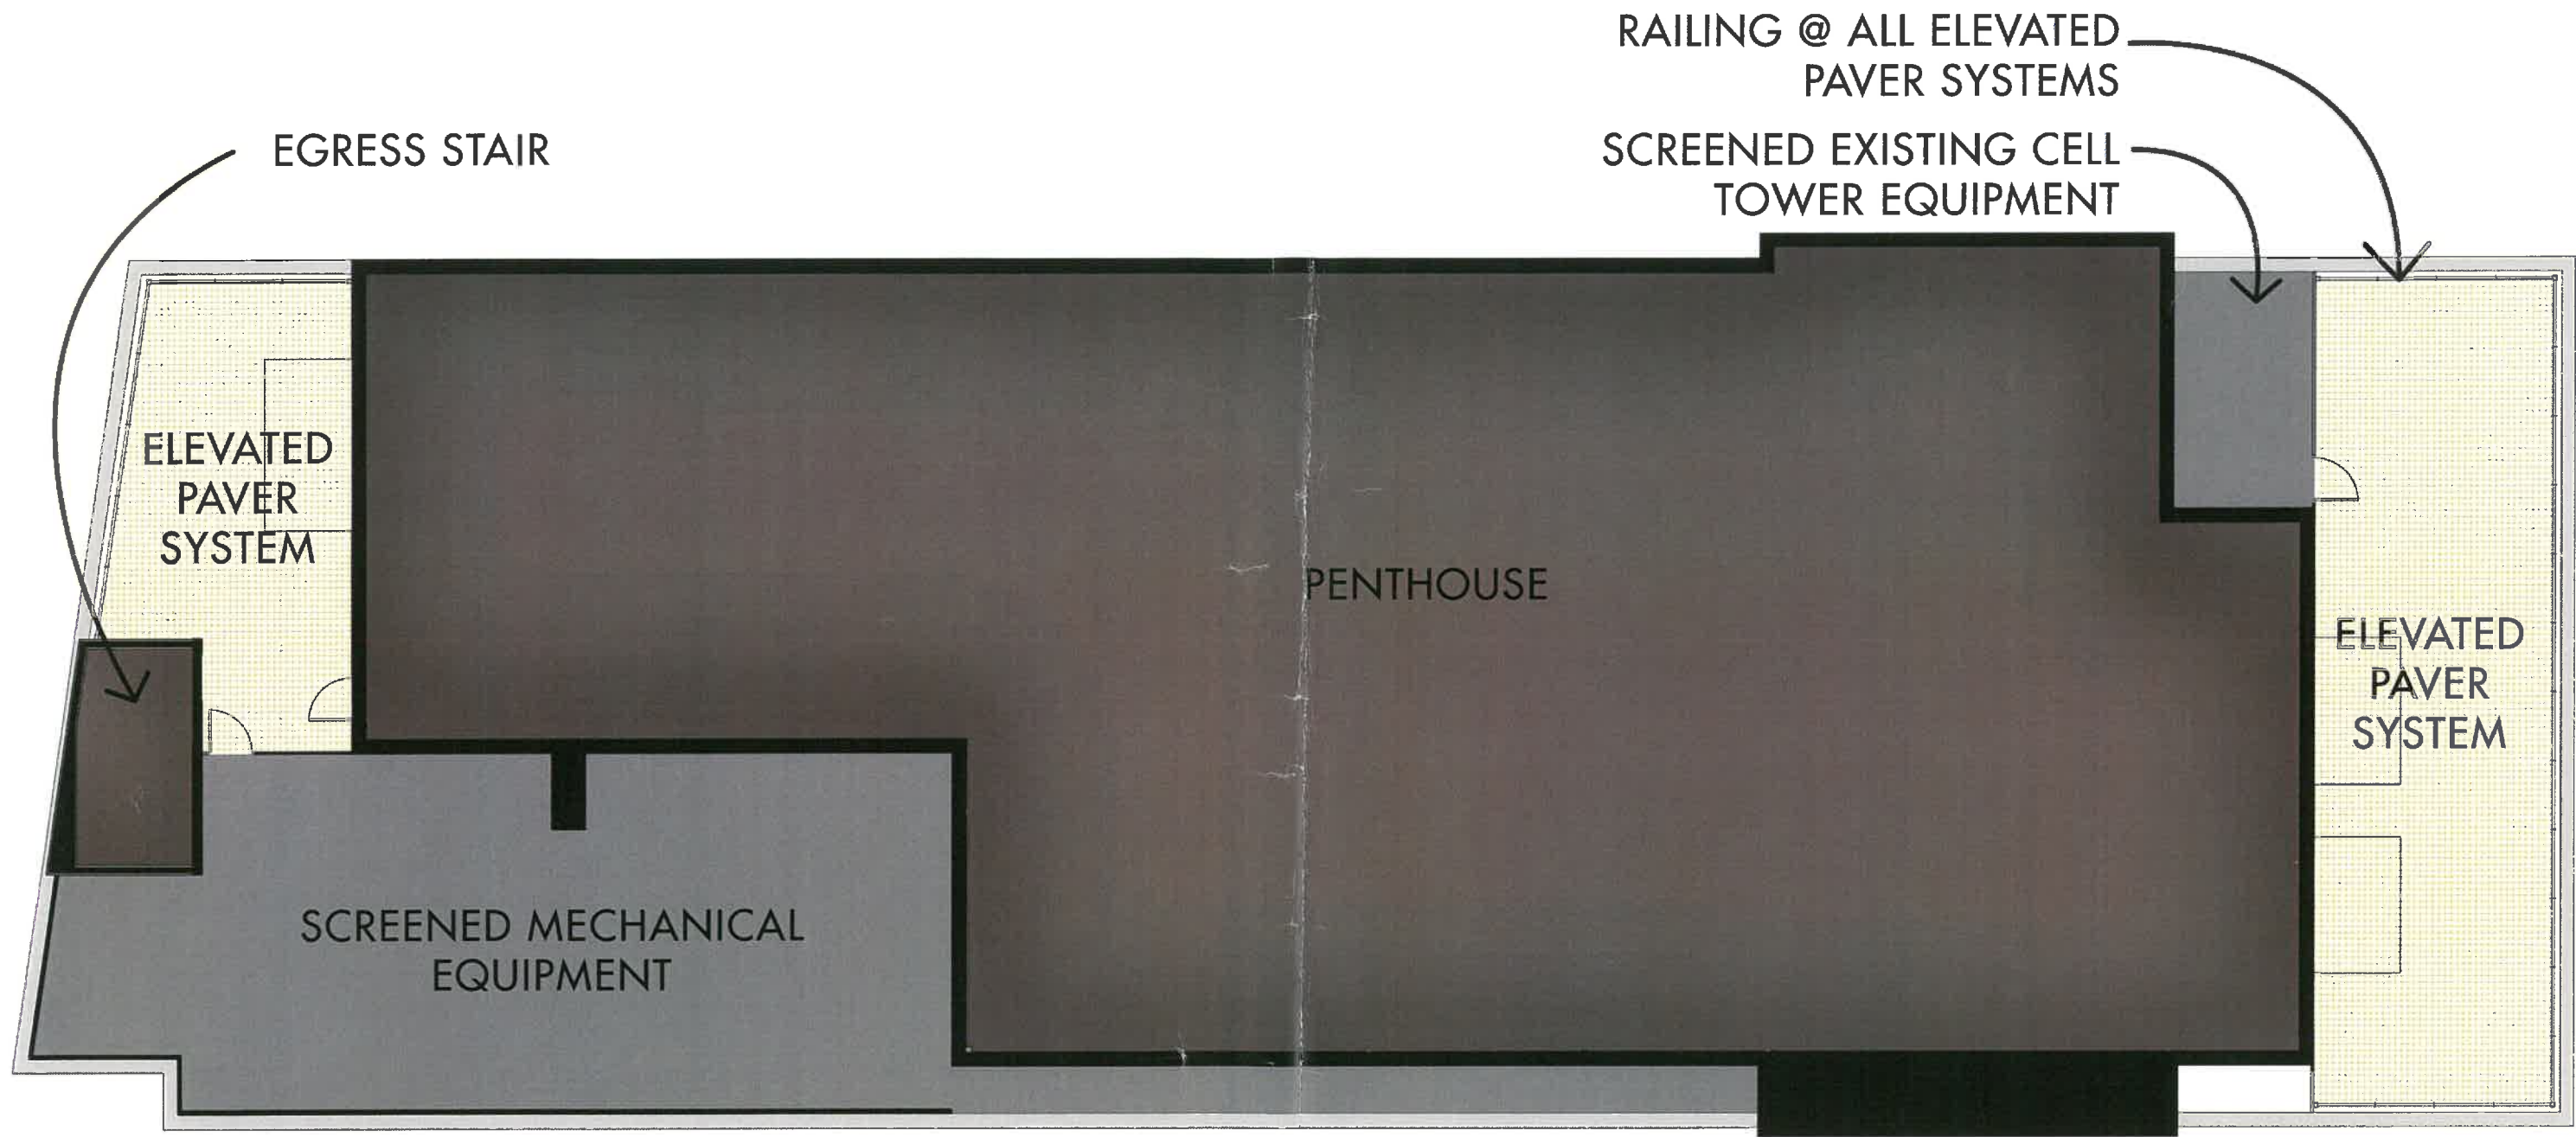 RAILING @ ALL ELEVATED
PAVER SYSTEMS
EGRESS STAIR
SCREENED EXISTING CELL
TOWER EQUIPMENT
ELEVATED
PAVER
SYSTEM
PENTHOUSE
ELEVATED
PAVER
SYSTEM
SCREENED MECHANICAL
EQUIPMENT